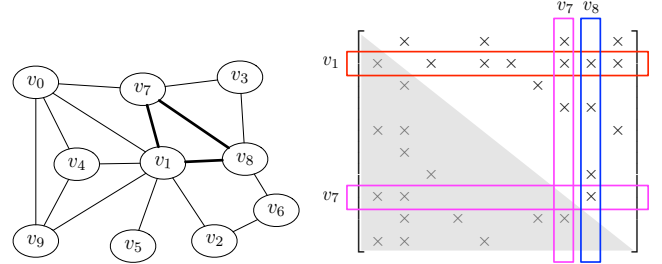 v₇ v₈
v₃
v₀ v₇
v₁
v₄ v₁ v₈
v₇
v₆
v₉ v₅ v₂